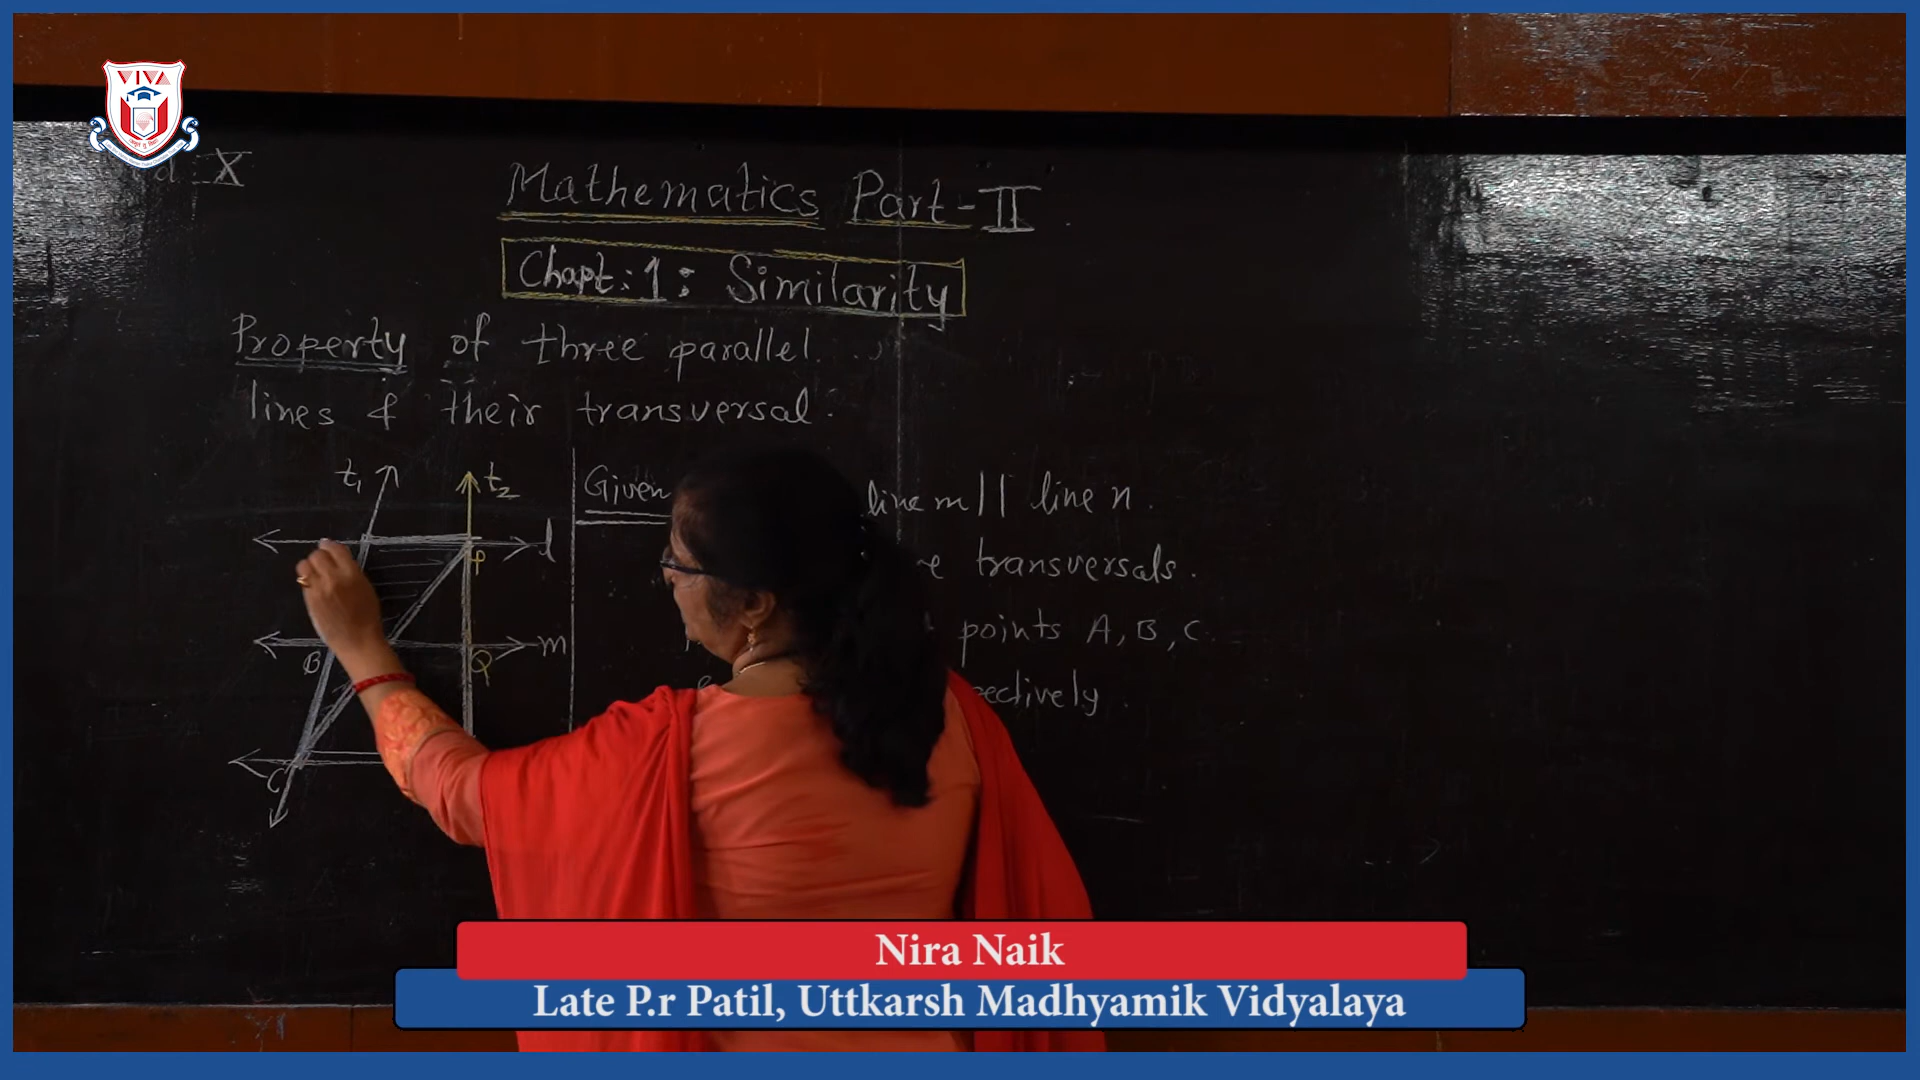 VIVA
X
Mathematics Part-II
Chapt:1: Similarity
Property of three parallel
lines & their transversal.
t1
t2
l
P
m
B
Q
C
Given
line m || line n.
transversals.
points A, B, C
Nira Naik
Late P.r Patil, Uttkarsh Madhyamik Vidyalaya